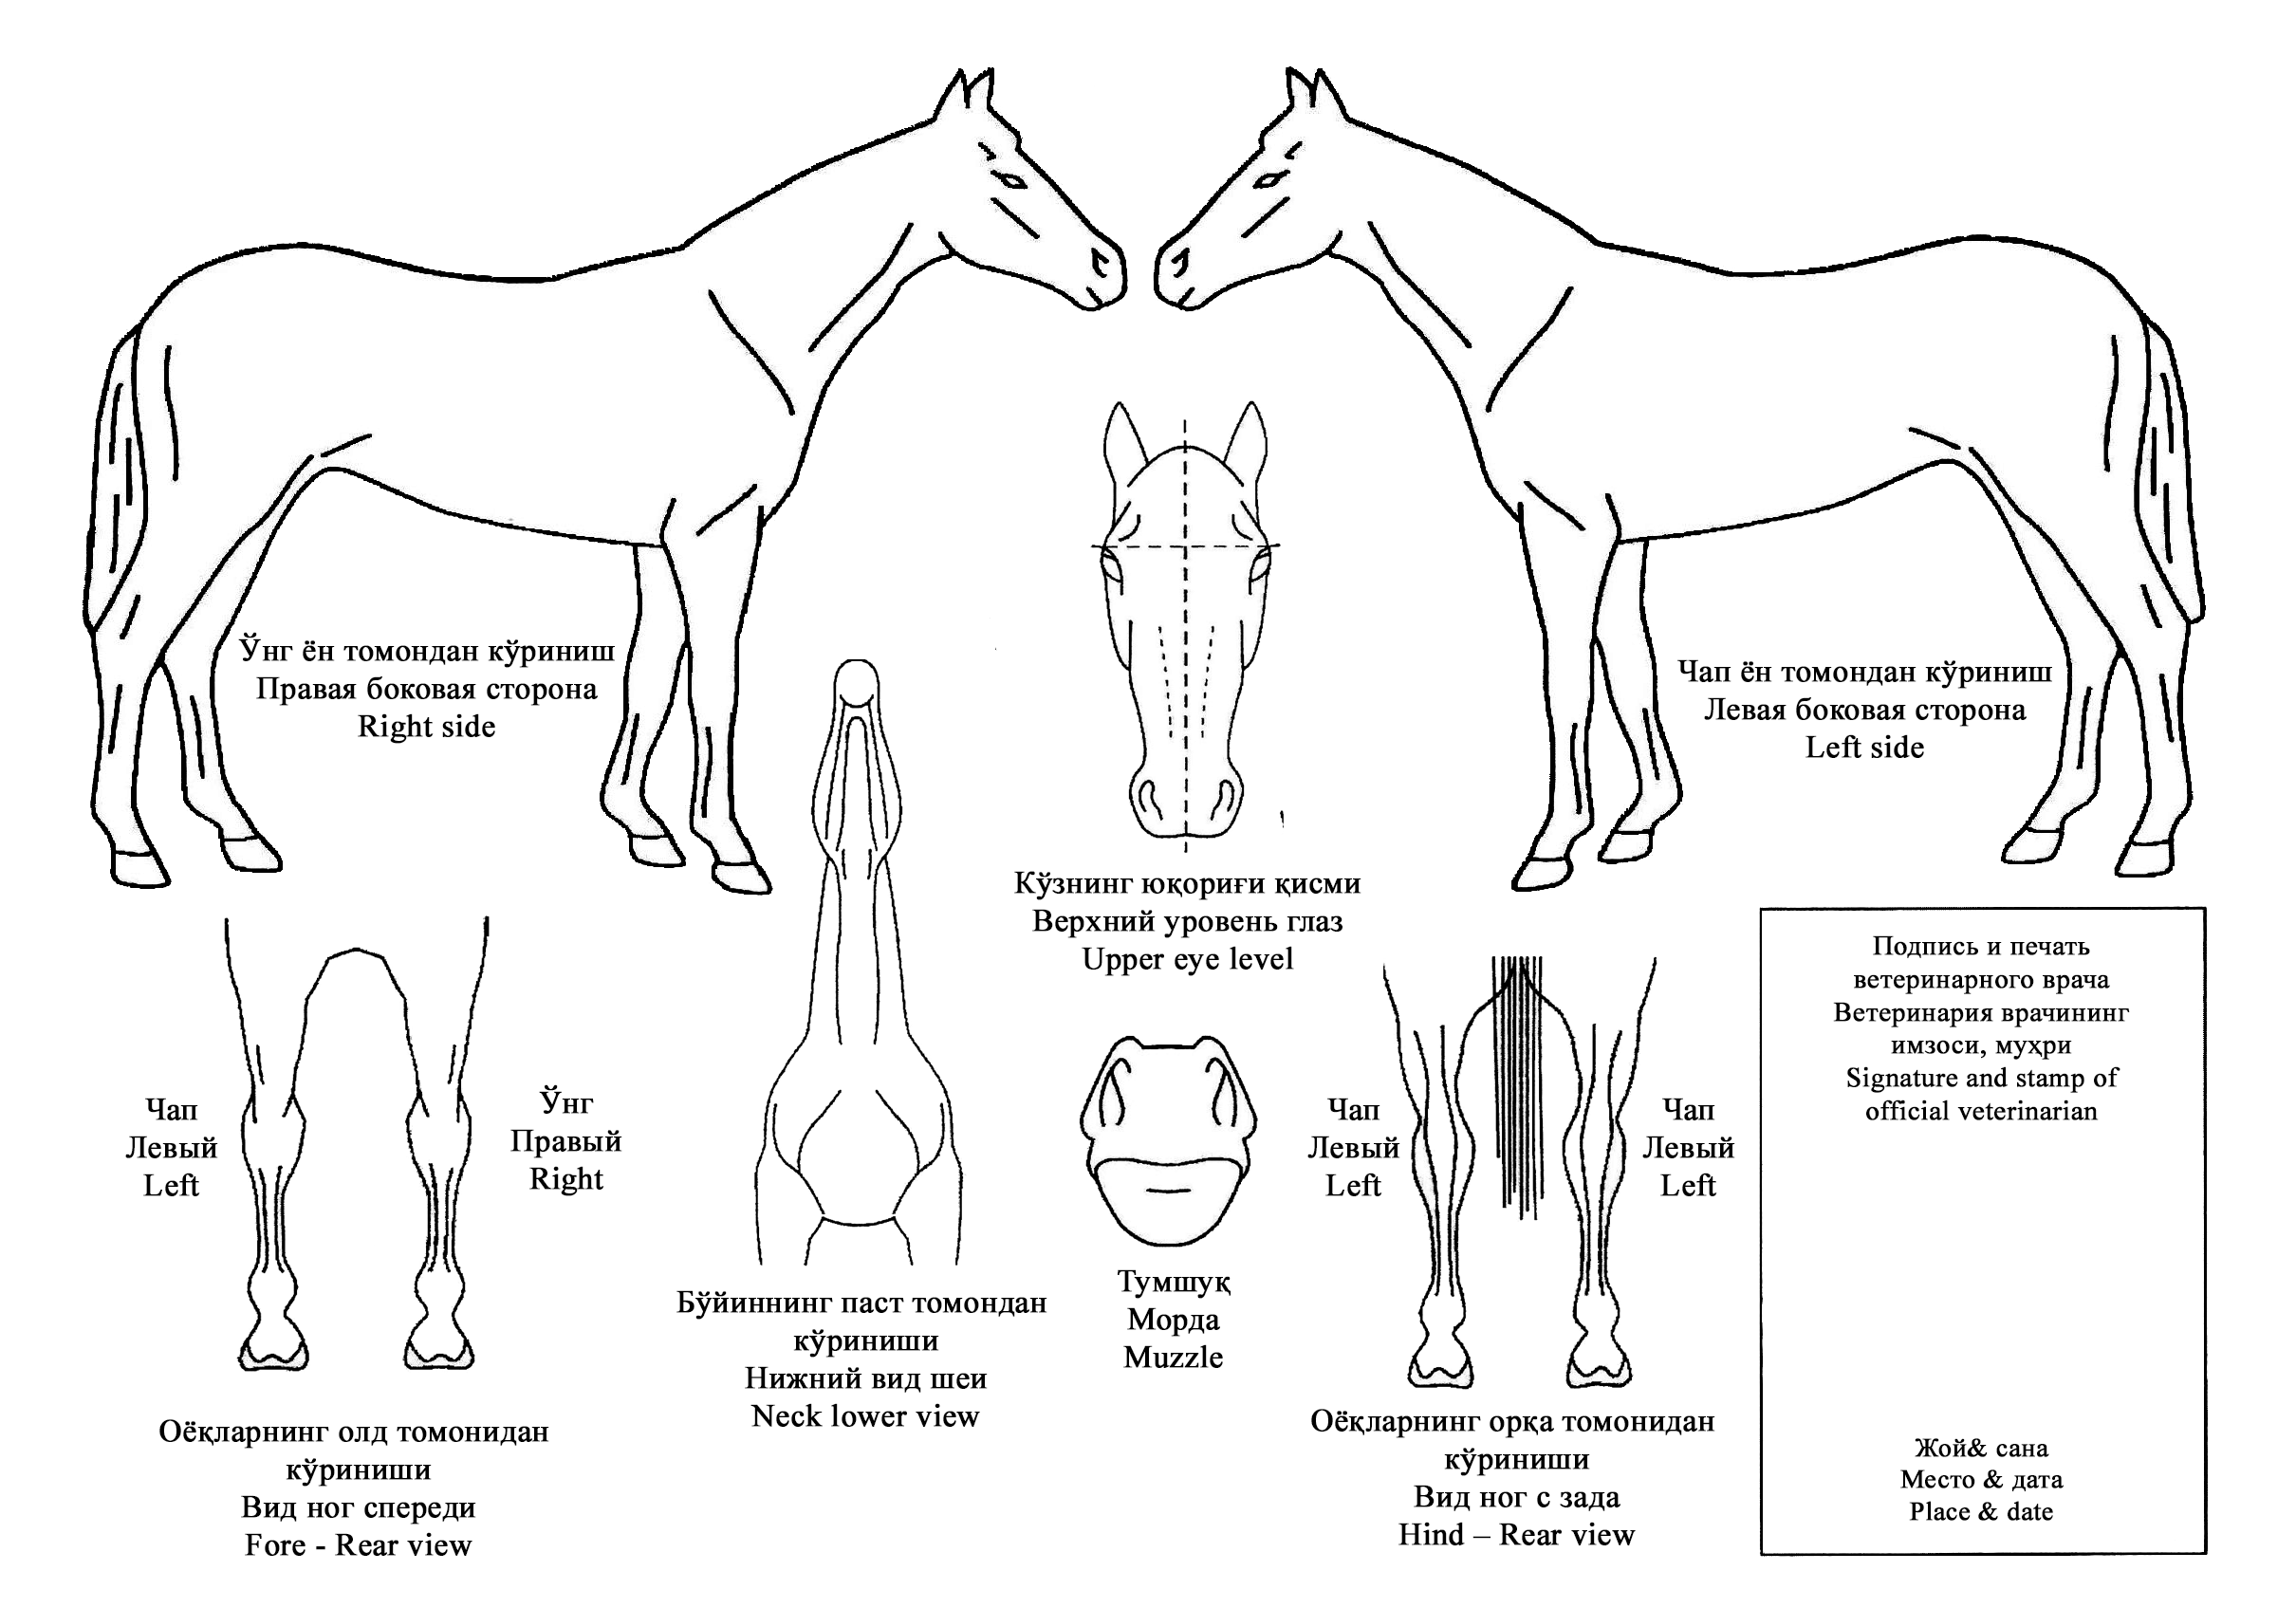 Ўнг ён томондан кўриниш
Правая боковая сторона
Right side
Чап ён томондан кўриниш
Левая боковая сторона
Left side
Кўзнинг юқориғи қисми
Верхний уровень глаз
Upper eye level
Чап
Левый
Left
Ўнг
Правый
Right
Оёқларнинг олд томонидан
кўриниши
Вид ног спереди
Fore - Rear view
Бўйиннинг паст томондан
кўриниши
Нижний вид шеи
Neck lower view
Тумшуқ
Морда
Muzzle
Чап
Левый
Left
Чап
Левый
Left
Оёқларнинг орқа томонидан
кўриниши
Вид ног с зада
Hind – Rear view
Подпись и печать
ветеринарного врача
Ветеринария врачининг
имзоси, муҳри
Signature and stamp of
official veterinarian
Жой& сана
Место & дата
Place & date